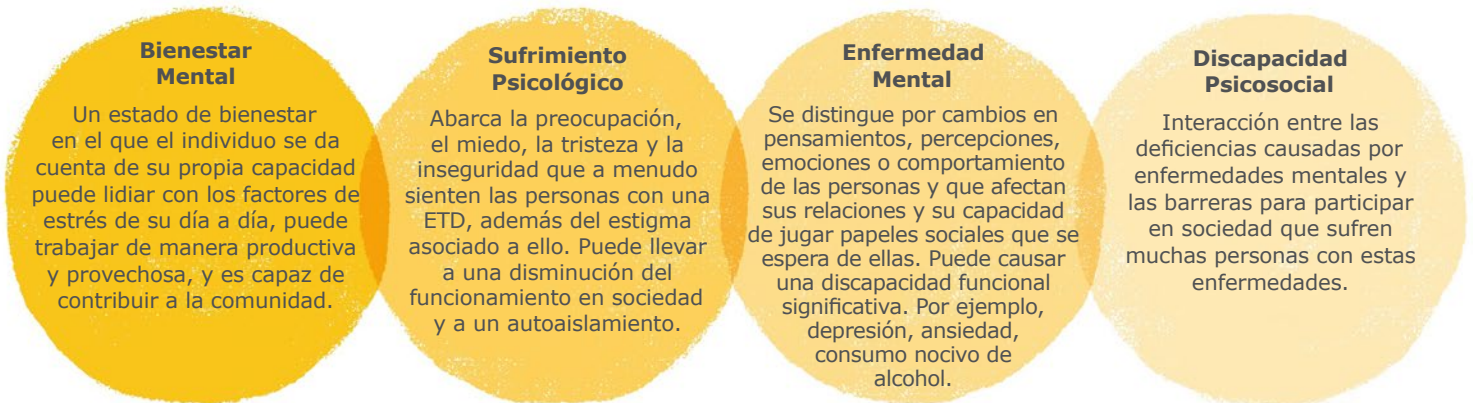 Bienestar
Mental
Un estado de bienestar
en el que el individuo se da
cuenta de su propia capacidad
puede lidiar con los factores de
estrés de su día a día, puede
trabajar de manera productiva
y provechosa, y es capaz de
contribuir a la comunidad.
Sufrimiento
Psicológico
Abarca la preocupación,
el miedo, la tristeza y la
inseguridad que a menudo
sienten las personas con una
ETD, además del estigma
asociado a ello. Puede llevar
a una disminución del
funcionamiento en sociedad
y a un autoaislamiento.
Enfermedad
Mental
Se distingue por cambios en
pensamientos, percepciones,
emociones o comportamiento
de las personas y que afectan
sus relaciones y su capacidad
de jugar papeles sociales que se
espera de ellas. Puede causar
una discapacidad funcional
significativa. Por ejemplo,
depresión, ansiedad,
consumo nocivo de
alcohol.
Discapacidad
Psicosocial
Interacción entre las
deficiencias causadas por
enfermedades mentales y
las barreras para participar
en sociedad que sufren
muchas personas con estas
enfermedades.